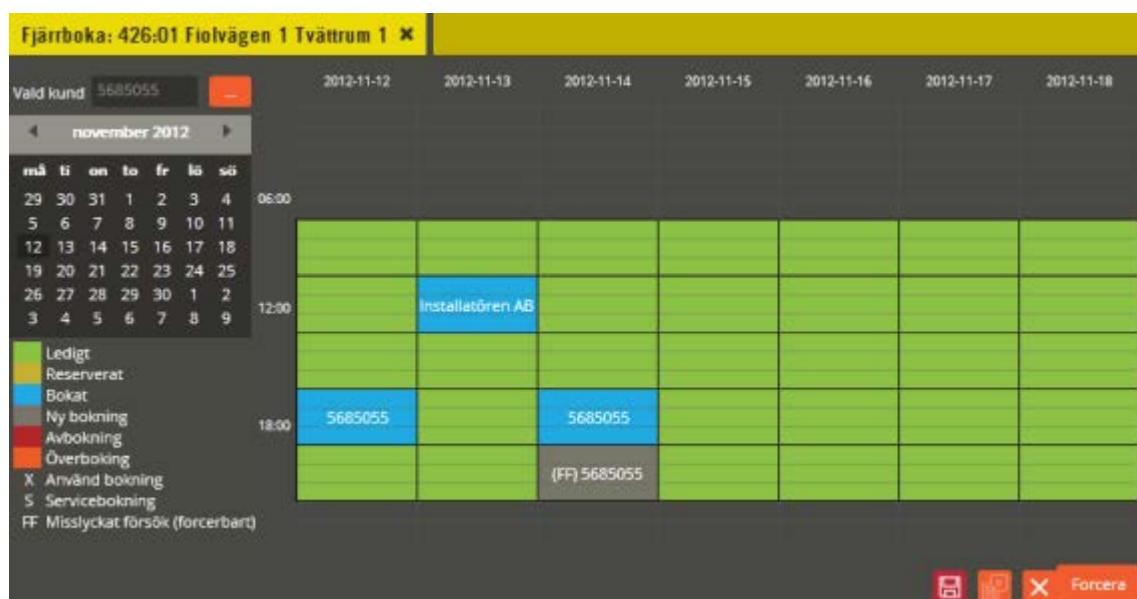 Fjärrboka: 426:01 Fiolvägen 1 Tvättrum 1 ✖
Vald kund 5685055 ...
2012-11-12 2012-11-13 2012-11-14 2012-11-15 2012-11-16 2012-11-17 2012-11-18
november 2012
må ti on to fr lö sö
29 30 31 1 2 3 4
5 6 7 8 9 10 11
12 13 14 15 16 17 18
19 20 21 22 23 24 25
26 27 28 29 30 1 2
3 4 5 6 7 8 9
Ledigt
Reserverat
Bokat
Ny bokning
Avbokning
Överboking
X Använd bokning
S Servicebokning
FF Misslyckat försök (forcerbart)
06:00
12:00
Installatören AB
18:00
5685055 5685055
(FF) 5685055
Forcera